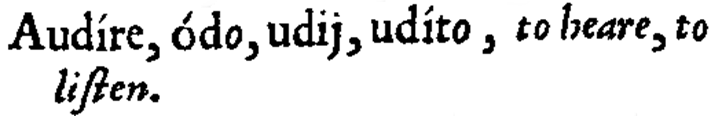 Audíre, ódo, udij, udíto, to heare, to
liſten.